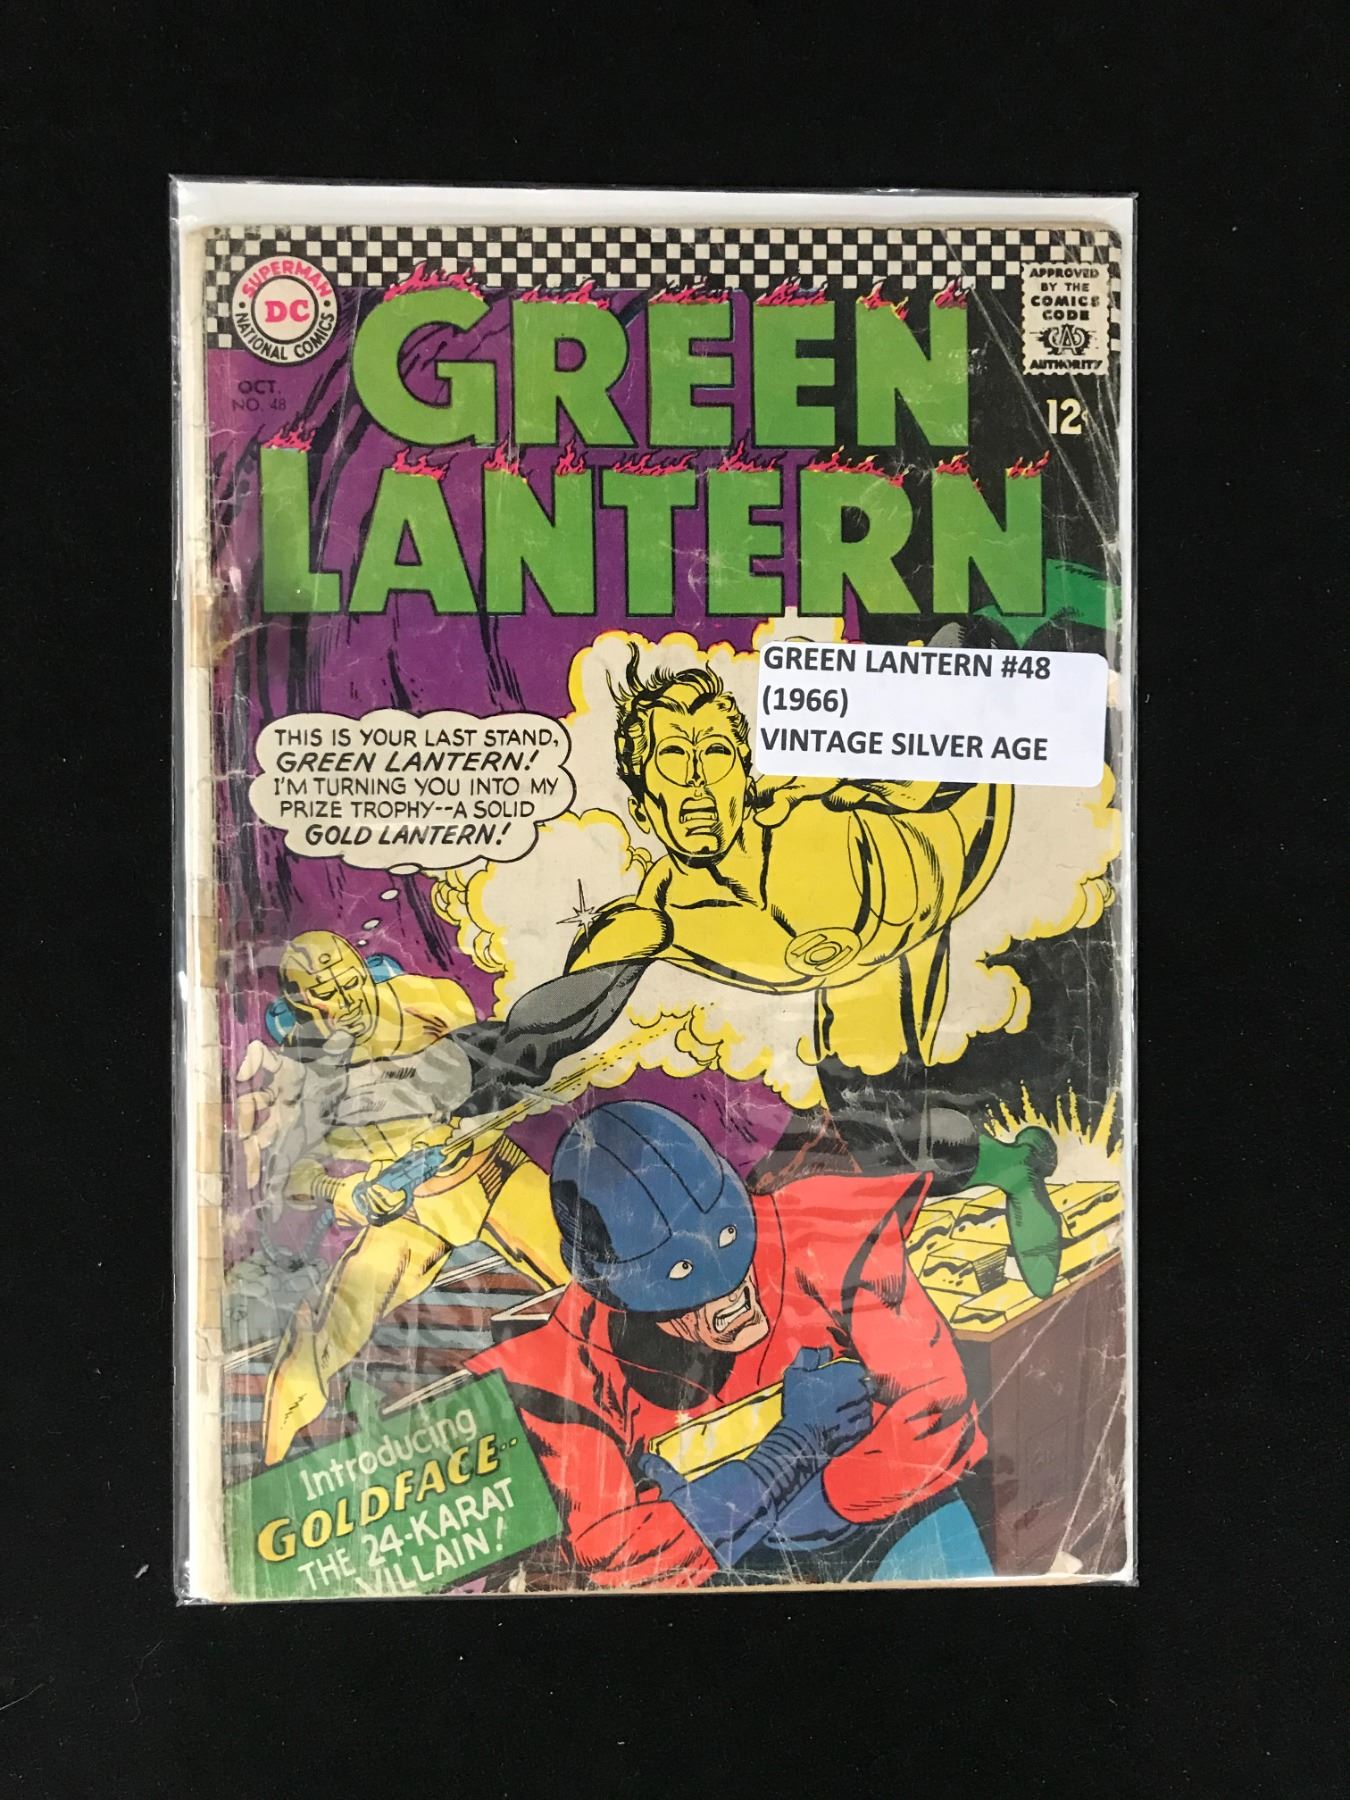 SUPERMAN
DC
NATIONAL COMICS
APPROVED
BY THE
COMICS
CODE
AUTHORITY
OCT.
NO. 48
12¢
GREEN
LANTERN
GREEN LANTERN #48
(1966)
VINTAGE SILVER AGE
THIS IS YOUR LAST STAND,
GREEN LANTERN!
I'M TURNING YOU INTO MY
PRIZE TROPHY--A SOLID
GOLD LANTERN!
Introducing
GOLDFACE--
THE 24-KARAT
VILLAIN!